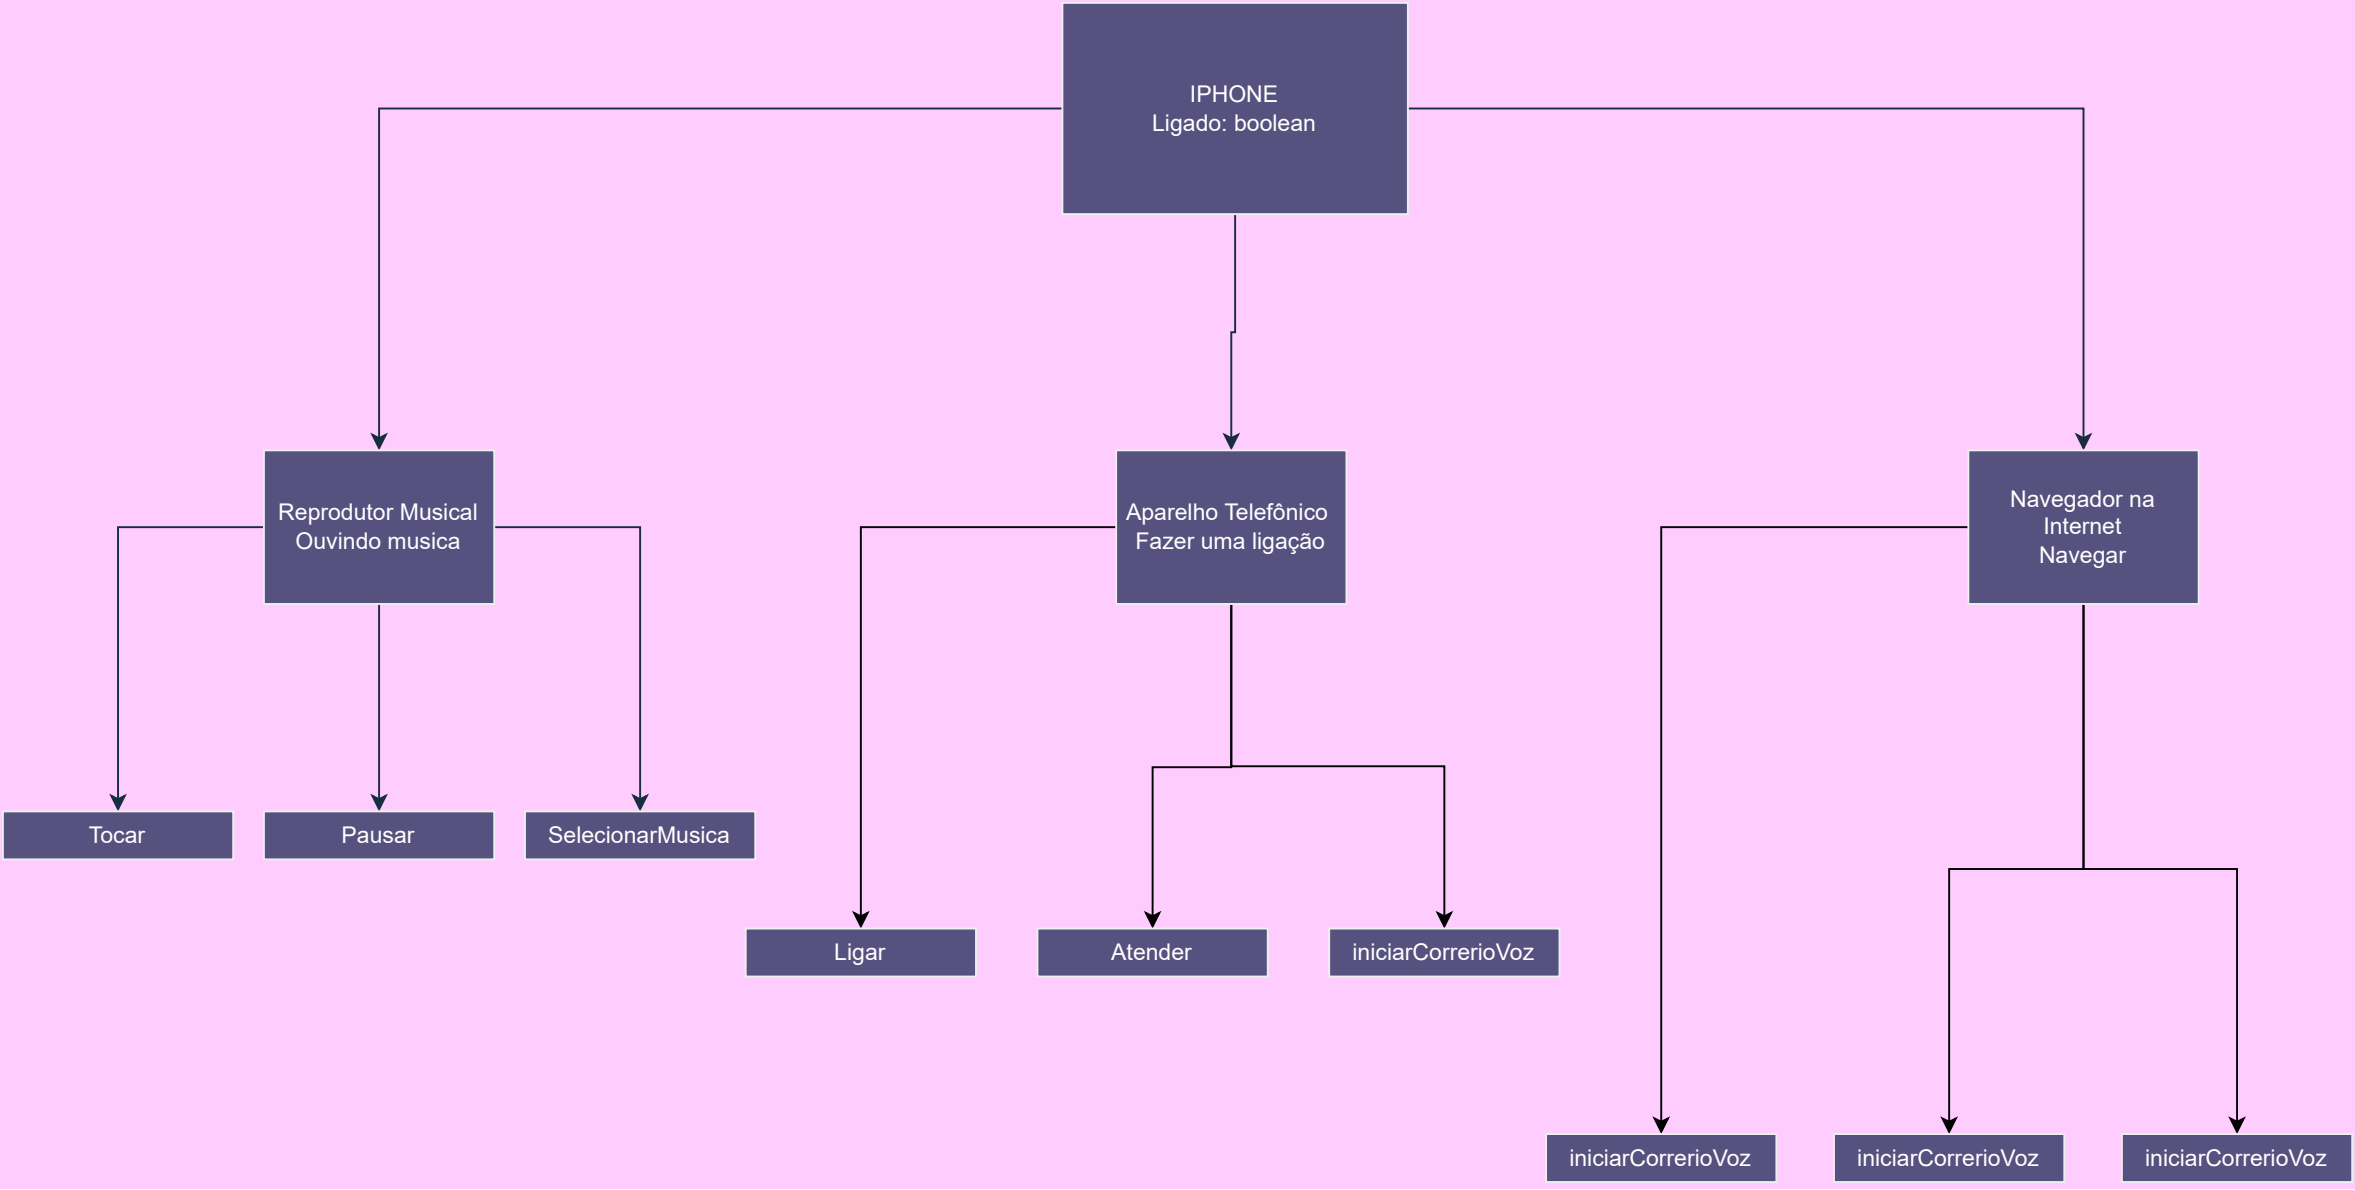 IPHONE
Ligado: boolean
Reprodutor Musical
Ouvindo musica
Aparelho Telefônico
Fazer uma ligação
Navegador na
Internet
Navegar
Tocar
Pausar
SelecionarMusica
Ligar
Atender
iniciarCorrerioVoz
iniciarCorrerioVoz
iniciarCorrerioVoz
iniciarCorrerioVoz